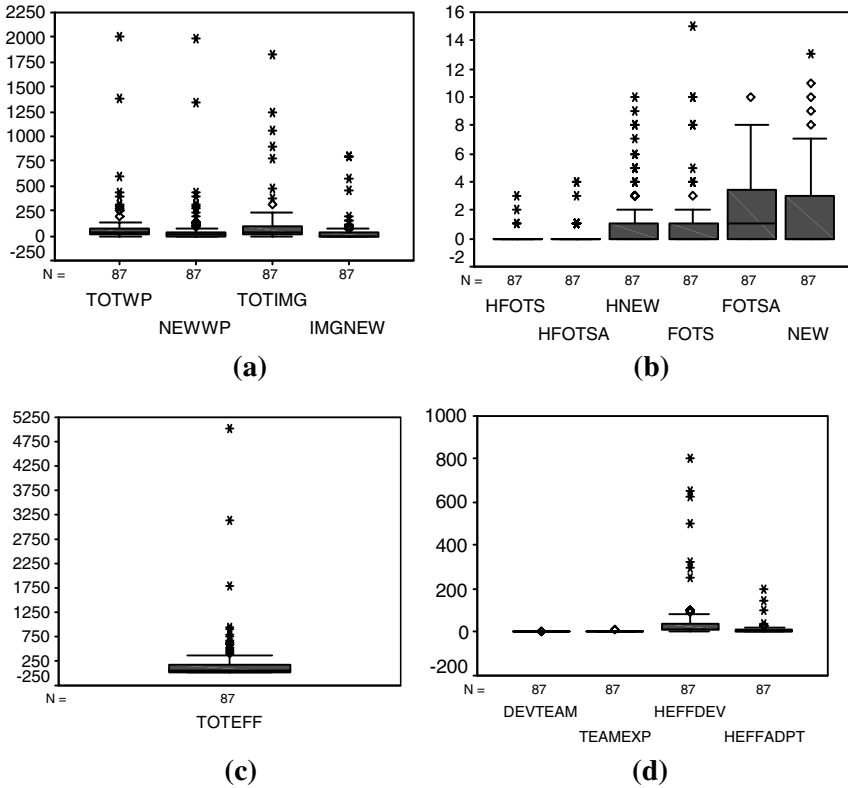 2250
2000
1750
1500
1250
1000
750
500
250
0
-250
N = 87 87 87 87
TOTWP TOTIMG
NEWWP IMGNEW
(a)
16
14
12
10
8
6
4
2
0
-2
N = 87 87 87 87 87 87
HFOTS HNEW FOTSA
HFOTSA FOTS NEW
(b)
5250
4750
4250
3750
3250
2750
2250
1750
1250
750
250
-250
N = 87
TOTEFF
(c)
1000
800
600
400
200
0
-200
N = 87 87 87 87
DEVTEAM HEFFDEV
TEAMEXP HEFFADPT
(d)